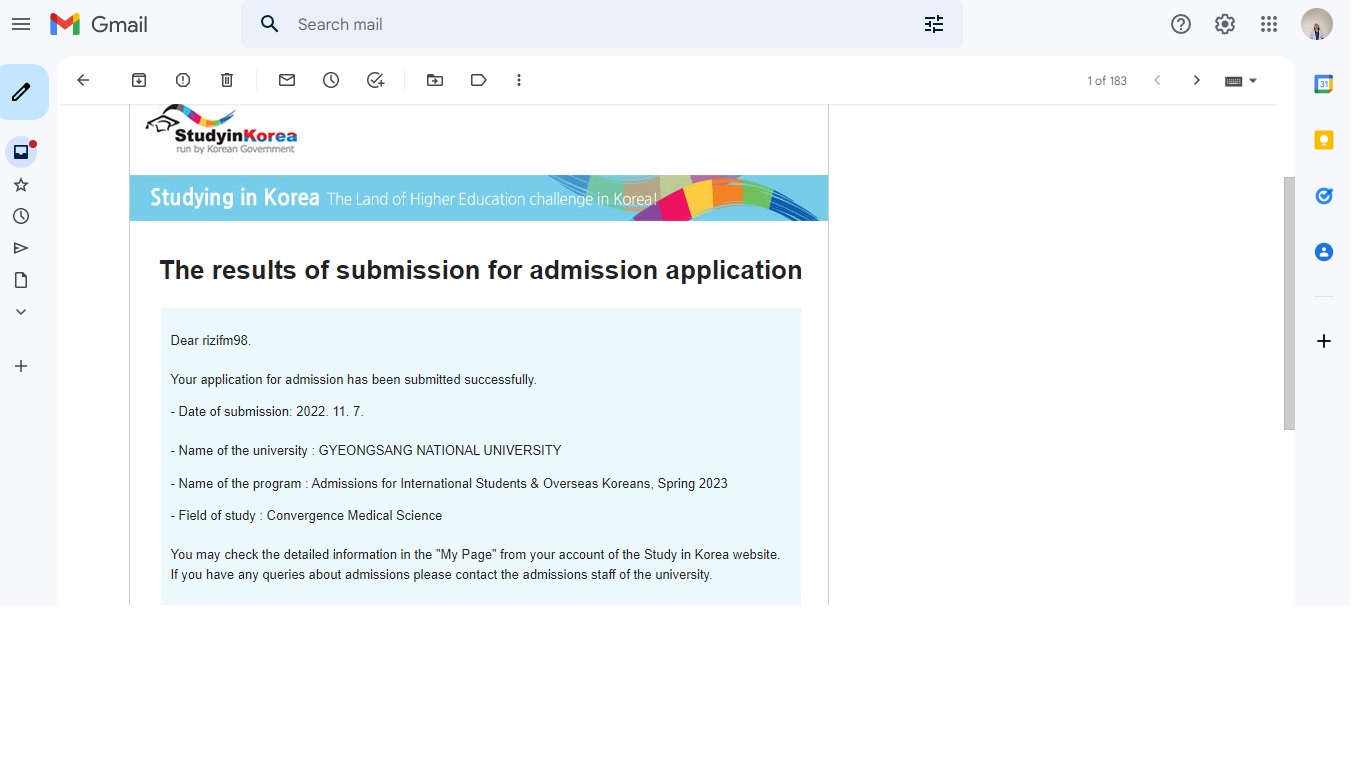 Gmail
Search mail
1 of 183
31
StudyinKorea
run by Korean Government
Studying in Korea The Land of Higher Education challenge in Korea!
The results of submission for admission application
Dear rizifm98.
Your application for admission has been submitted successfully.
- Date of submission: 2022. 11. 7.
- Name of the university : GYEONGSANG NATIONAL UNIVERSITY
- Name of the program : Admissions for International Students & Overseas Koreans, Spring 2023
- Field of study : Convergence Medical Science
You may check the detailed information in the "My Page" from your account of the Study in Korea website.
If you have any queries about admissions please contact the admissions staff of the university.